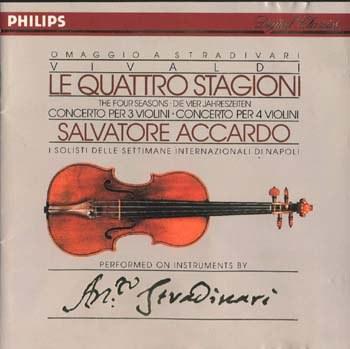 PHILIPS
Digital Classics
OMAGGIO A STRADIVARI
VIVALDI
LE QUATTRO STAGIONI
THE FOUR SEASONS · DIE VIER JAHRESZEITEN
CONCERTO PER 3 VIOLINI · CONCERTO PER 4 VIOLINI
SALVATORE ACCARDO
I SOLISTI DELLE SETTIMANE INTERNAZIONALI DI NAPOLI
PERFORMED ON INSTRUMENTS BY
Ant.º Stradinari